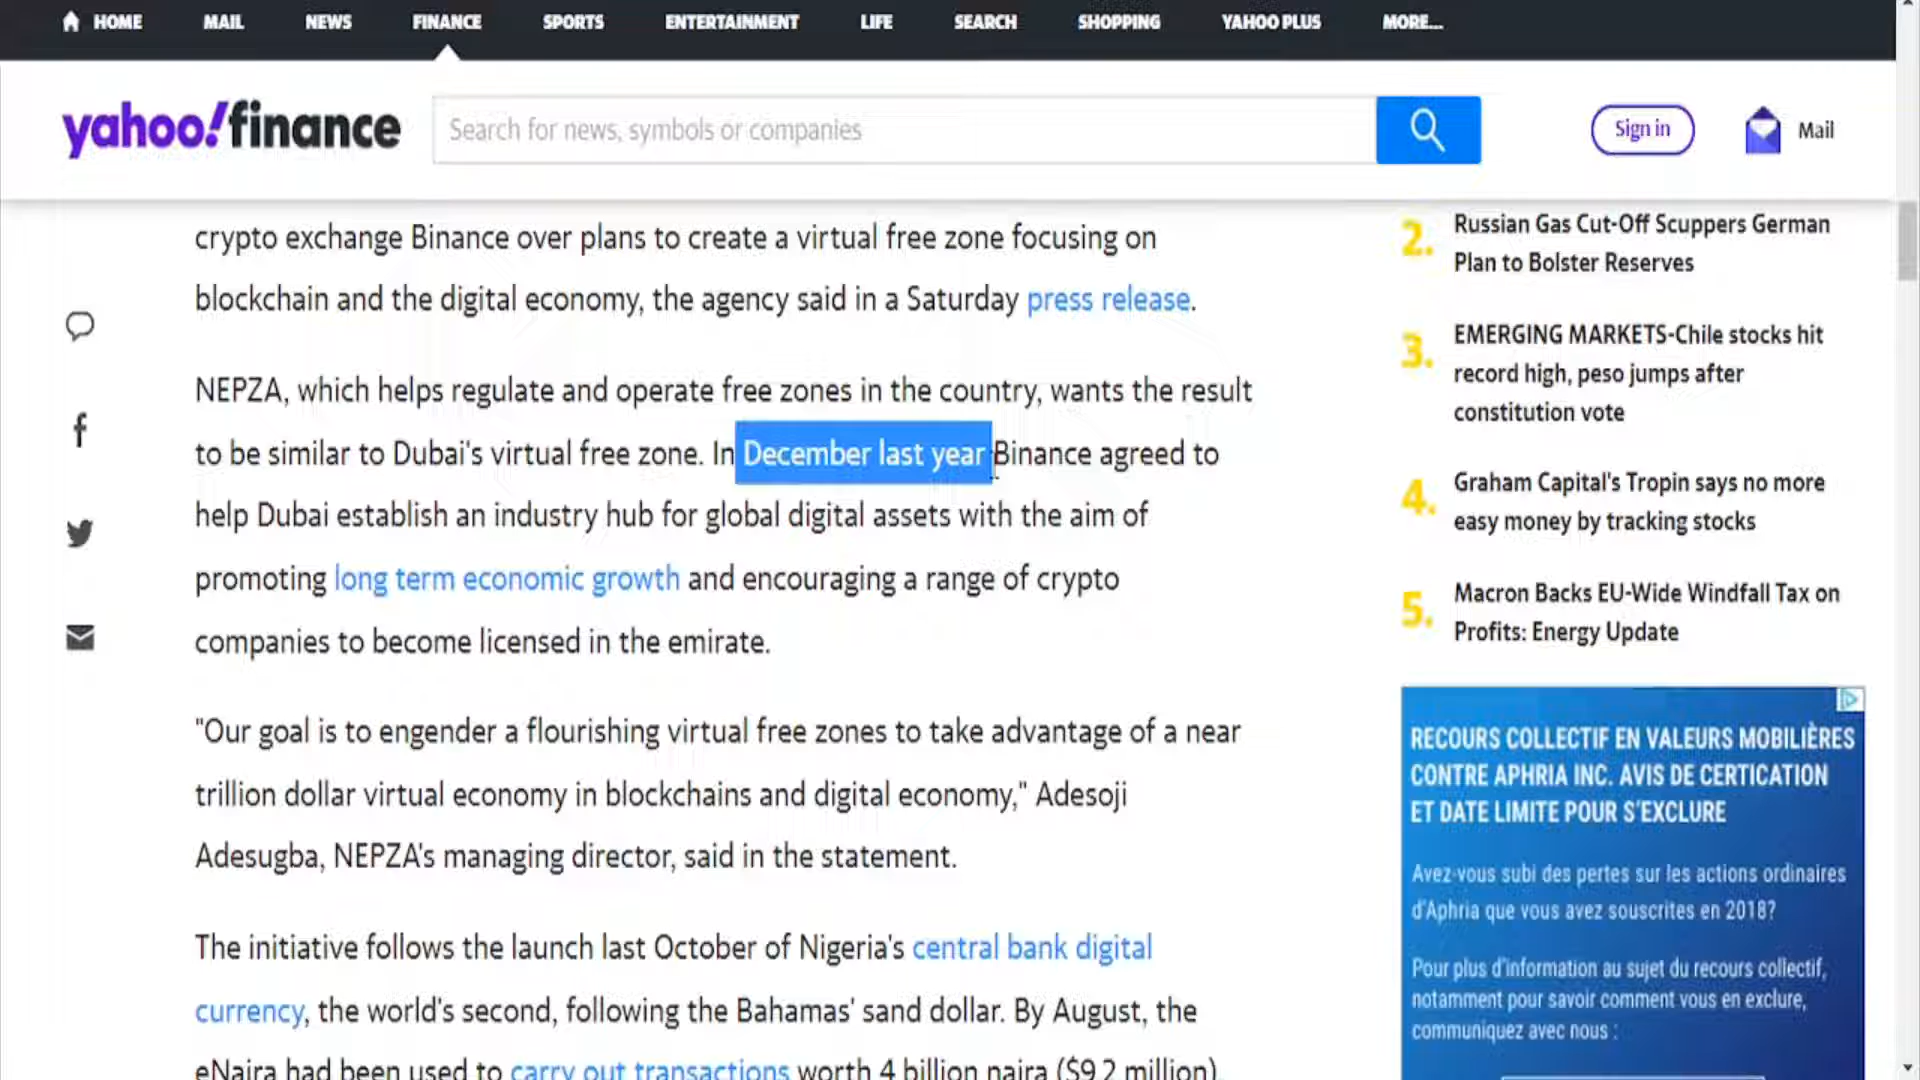 HOME MAIL NEWS FINANCE SPORTS ENTERTAINMENT LIFE SEARCH SHOPPING YAHOO PLUS MORE...
yahoo!finance
Search for news, symbols or companies
Sign in
Mail
crypto exchange Binance over plans to create a virtual free zone focusing on
blockchain and the digital economy, the agency said in a Saturday press release.
NEPZA, which helps regulate and operate free zones in the country, wants the result
to be similar to Dubai's virtual free zone. In December last year Binance agreed to
help Dubai establish an industry hub for global digital assets with the aim of
promoting long term economic growth and encouraging a range of crypto
companies to become licensed in the emirate.
"Our goal is to engender a flourishing virtual free zones to take advantage of a near
trillion dollar virtual economy in blockchains and digital economy," Adesoji
Adesugba, NEPZA's managing director, said in the statement.
The initiative follows the launch last October of Nigeria's central bank digital
currency, the world's second, following the Bahamas' sand dollar. By August, the
eNaira had been used to carry out transactions worth 4 billion naira ($9.2 million).
2. Russian Gas Cut-Off Scuppers German
Plan to Bolster Reserves
3. EMERGING MARKETS-Chile stocks hit
record high, peso jumps after
constitution vote
4. Graham Capital's Tropin says no more
easy money by tracking stocks
5. Macron Backs EU-Wide Windfall Tax on
Profits: Energy Update
RECOURS COLLECTIF EN VALEURS MOBILIÈRES
CONTRE APHRIA INC. AVIS DE CERTICATION
ET DATE LIMITE POUR S'EXCLURE
Avez-vous subi des pertes sur les actions ordinaires
d'Aphria que vous avez souscrites en 2018?
Pour plus d'information au sujet du recours collectif,
notamment pour savoir comment vous en exclure,
communiquez avec nous :